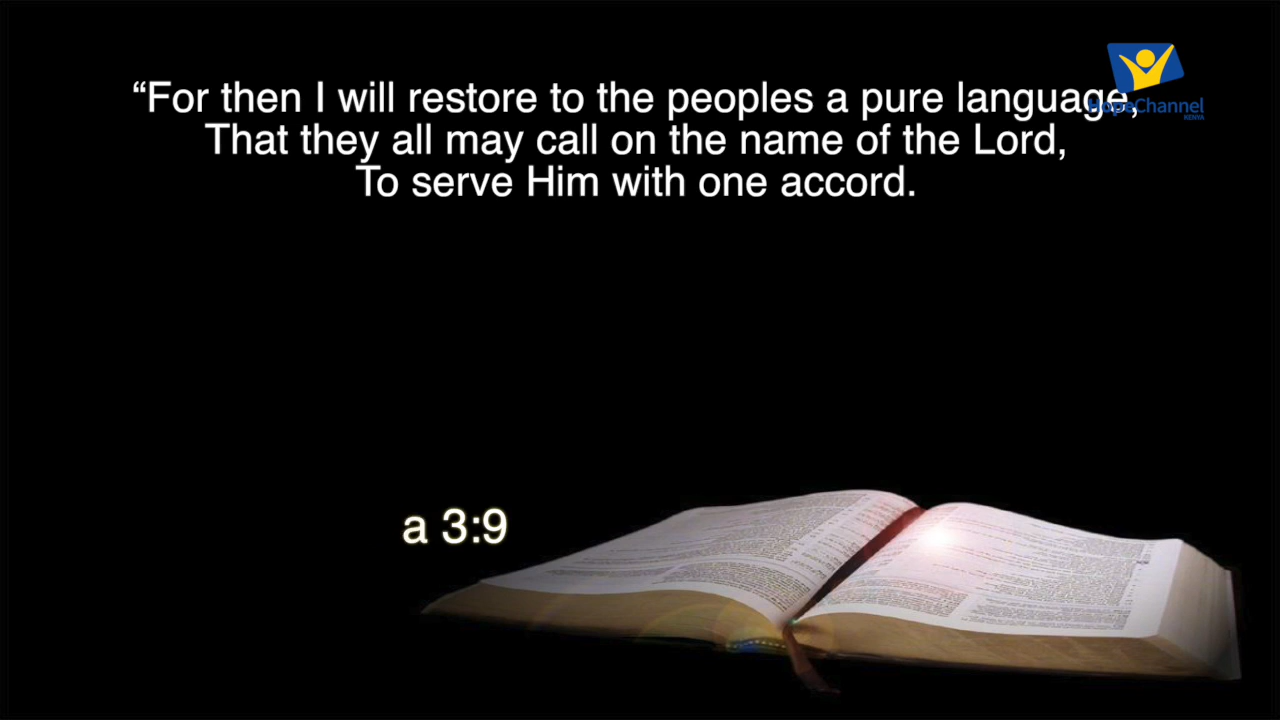 “For then I will restore to the peoples a pure language,
That they all may call on the name of the Lord,
To serve Him with one accord.
HopeChannel
KENYA
a 3:9